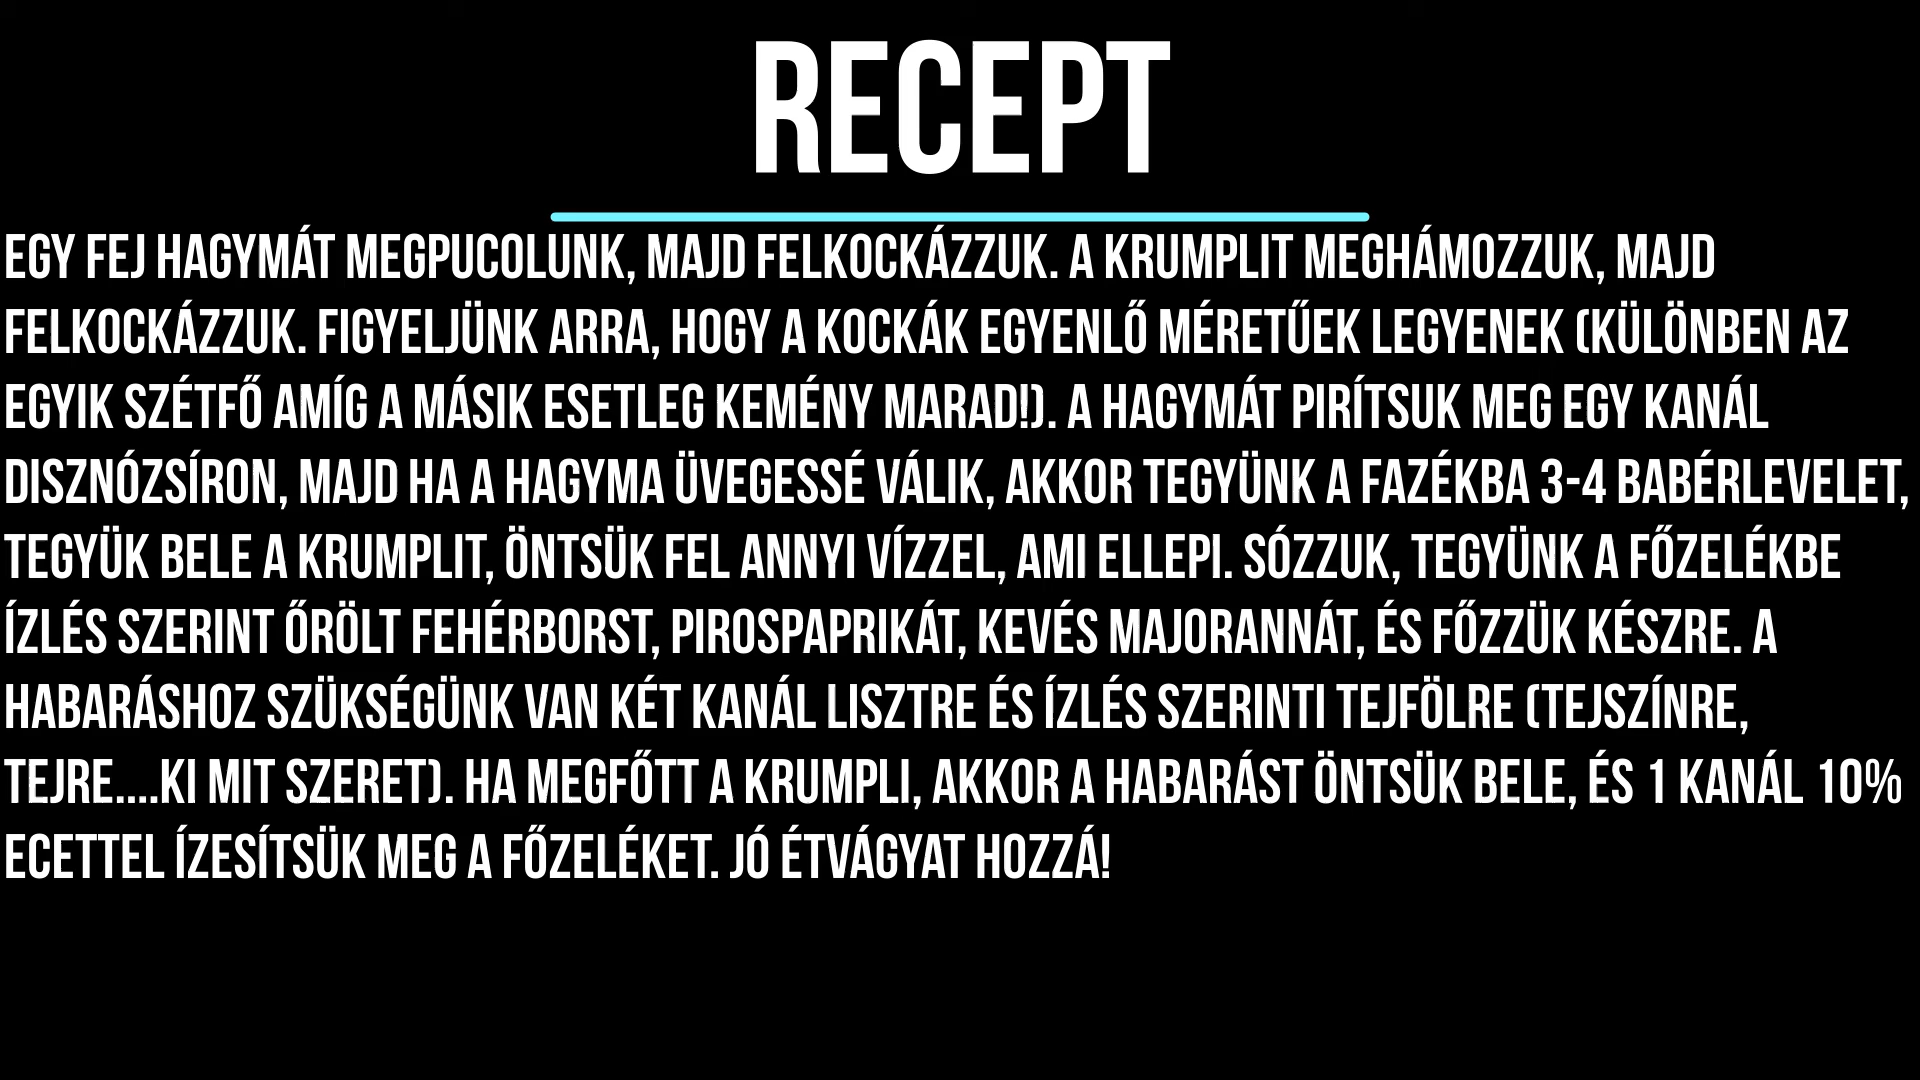 RECEPT
EGY FEJ HAGYMÁT MEGPUCOLUNK, MAJD FELKOCKÁZZUK. A KRUMPLIT MEGHÁMOZZUK, MAJD
FELKOCKÁZZUK. FIGYELJÜNK ARRA, HOGY A KOCKÁK EGYENLŐ MÉRETŰEK LEGYENEK (KÜLÖNBEN AZ
EGYIK SZÉTFŐ AMÍG A MÁSIK ESETLEG KEMÉNY MARAD!). A HAGYMÁT PIRÍTSUK MEG EGY KANÁL
DISZNÓZSÍRON, MAJD HA A HAGYMA ÜVEGESSÉ VÁLIK, AKKOR TEGYÜNK A FAZÉKBA 3-4 BABÉRLEVELET,
TEGYÜK BELE A KRUMPLIT, ÖNTSÜK FEL ANNYI VÍZZEL, AMI ELLEPI. SÓZZUK, TEGYÜNK A FŐZELÉKBE
ÍZLÉS SZERINT ŐRÖLT FEHÉRBORST, PIROSPAPRIKÁT, KEVÉS MAJORANNÁT, ÉS FŐZZÜK KÉSZRE. A
HABARÁSHOZ SZÜKSÉGÜNK VAN KÉT KANÁL LISZTRE ÉS ÍZLÉS SZERINTI TEJFÖLRE (TEJSZÍNRE,
TEJRE....KI MIT SZERET). HA MEGFŐTT A KRUMPLI, AKKOR A HABARÁST ÖNTSÜK BELE, ÉS 1 KANÁL 10%
ECETTEL ÍZESÍTSÜK MEG A FŐZELÉKET. JÓ ÉTVÁGYAT HOZZÁ!